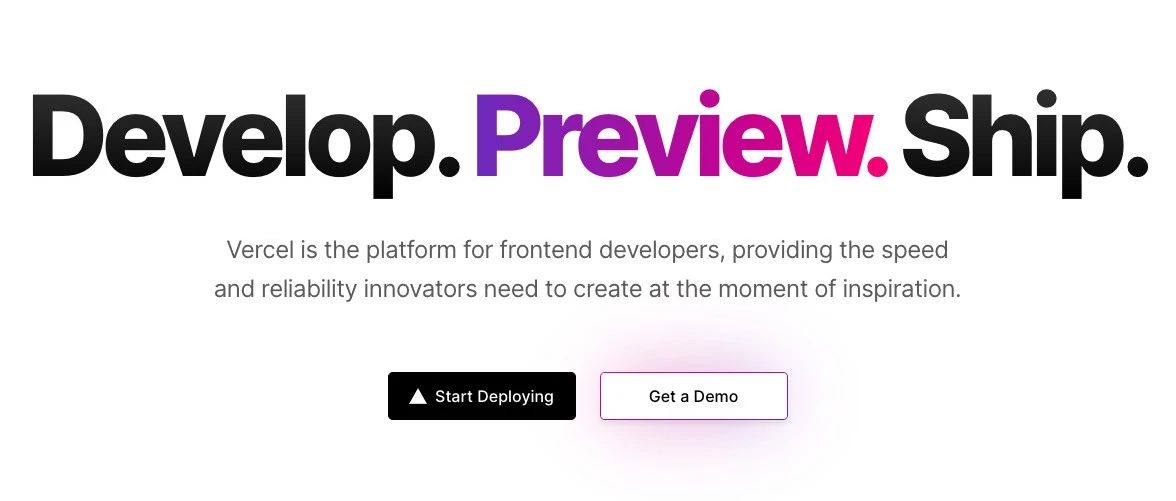 Develop. Preview. Ship.
Vercel is the platform for frontend developers, providing the speed
and reliability innovators need to create at the moment of inspiration.
Start Deploying
Get a Demo